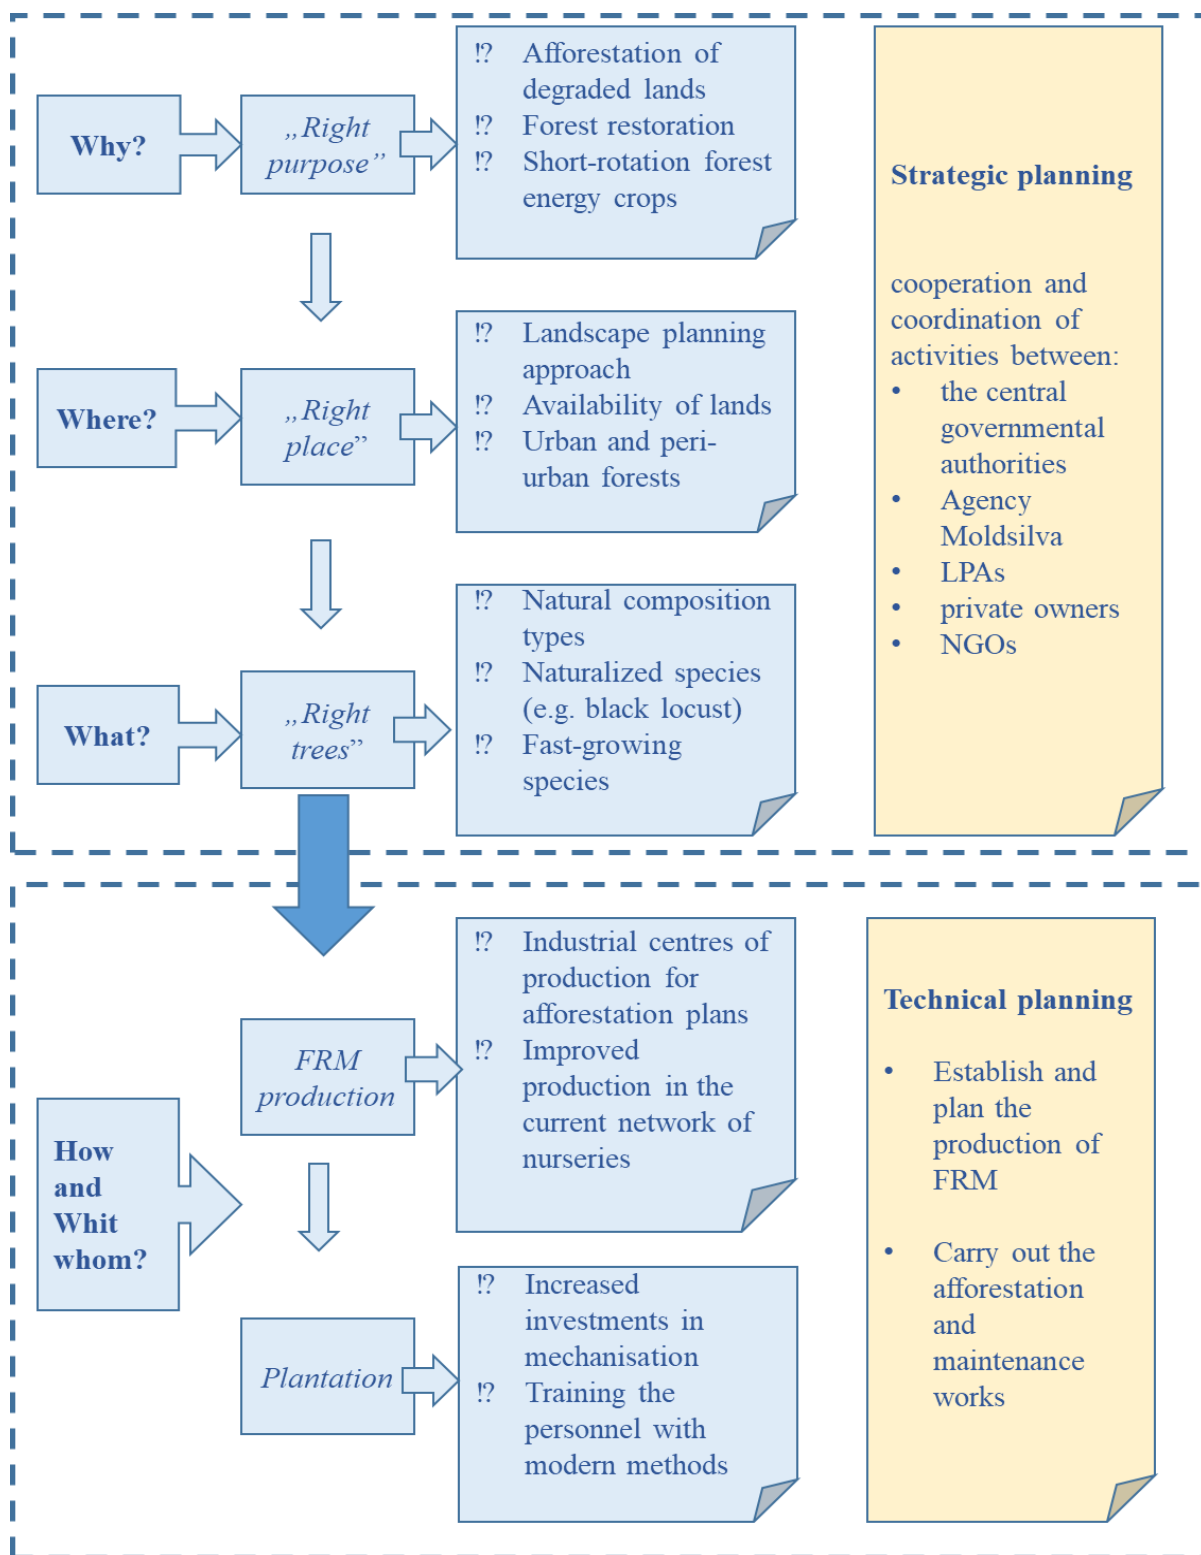 Why?
„Right
purpose”
⁉ Afforestation of
degraded lands
⁉ Forest restoration
⁉ Short-rotation forest
energy crops
Where?
„Right
place”
⁉ Landscape planning
approach
⁉ Availability of lands
⁉ Urban and peri-
urban forests
What?
„Right
trees”
⁉ Natural composition
types
⁉ Naturalized species
(e.g. black locust)
⁉ Fast-growing
species
Strategic planning
cooperation and
coordination of
activities between:
• the central
governmental
authorities
• Agency
Moldsilva
• LPAs
• private owners
• NGOs
How
and
Whit
whom?
FRM
production
⁉ Industrial centres of
production for
afforestation plans
⁉ Improved
production in the
current network of
nurseries
Plantation
⁉ Increased
investments in
mechanisation
⁉ Training the
personnel with
modern methods
Technical planning
• Establish and
plan the
production of
FRM
• Carry out the
afforestation
and
maintenance
works